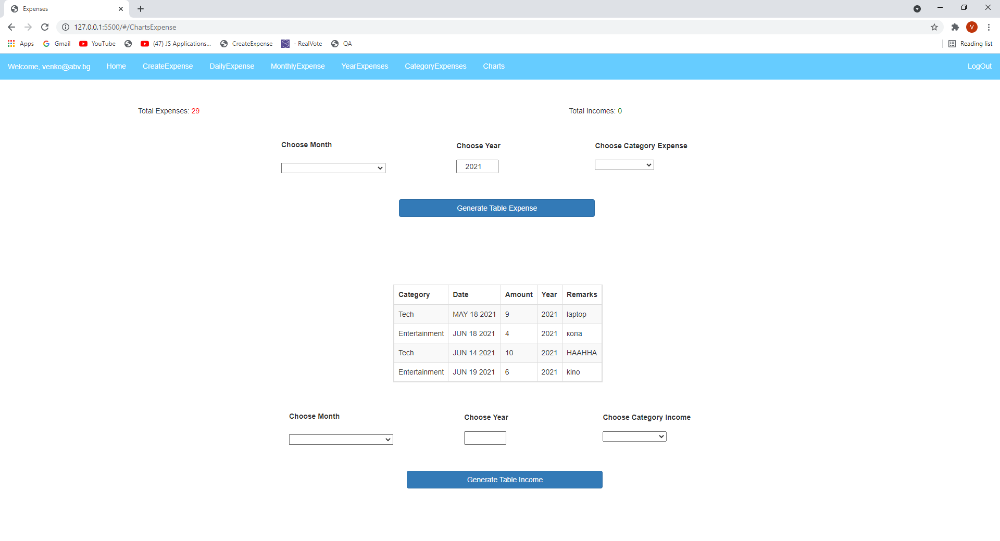 Expenses
127.0.0.1:5500/#/ChartsExpense
V
Apps Gmail YouTube (47) JS Applications... CreateExpense - RealVote QA Reading list
Welcome, venko@abv.bg Home CreateExpense DailyExpense MonthlyExpense YearExpenses CategoryExpenses Charts LogOut
Total Expenses: 29 Total Incomes: 0
Choose Month Choose Year Choose Category Expense
2021
Generate Table Expense
Category Date Amount Year Remarks
Tech MAY 18 2021 9 2021 laptop
Entertainment JUN 18 2021 4 2021 кола
Tech JUN 14 2021 10 2021 HAAHHA
Entertainment JUN 19 2021 6 2021 kino
Choose Month Choose Year Choose Category Income
Generate Table Income